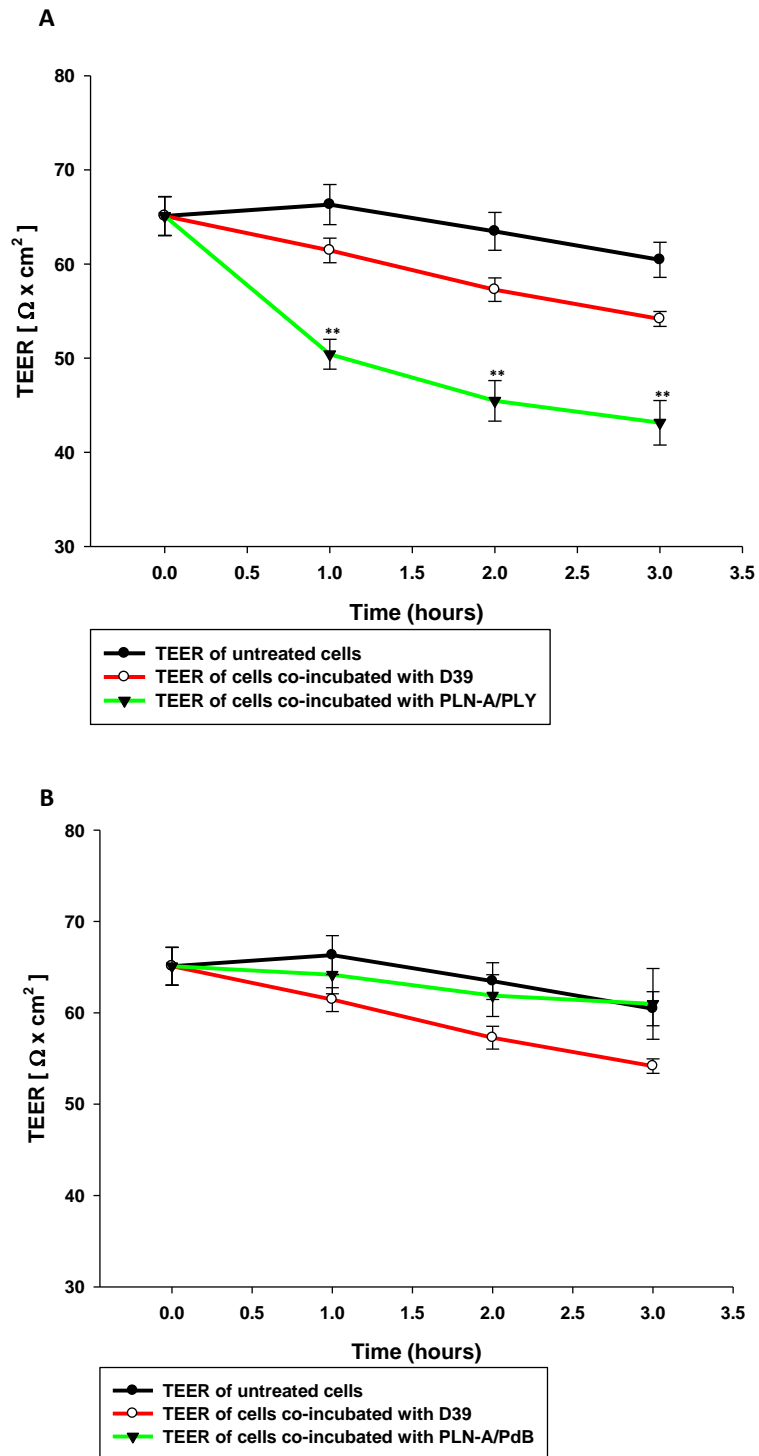 A
80
70
60
50
40
30
TEER [ Ω x cm²]
**
**
**
0.0 0.5 1.0 1.5 2.0 2.5 3.0 3.5
Time (hours)
TEER of untreated cells
TEER of cells co-incubated with D39
TEER of cells co-incubated with PLN-A/PLY
B
80
70
60
50
40
30
TEER [ Ω x cm²]
0.0 0.5 1.0 1.5 2.0 2.5 3.0 3.5
Time (hours)
TEER of untreated cells
TEER of cells co-incubated with D39
TEER of cells co-incubated with PLN-A/PdB